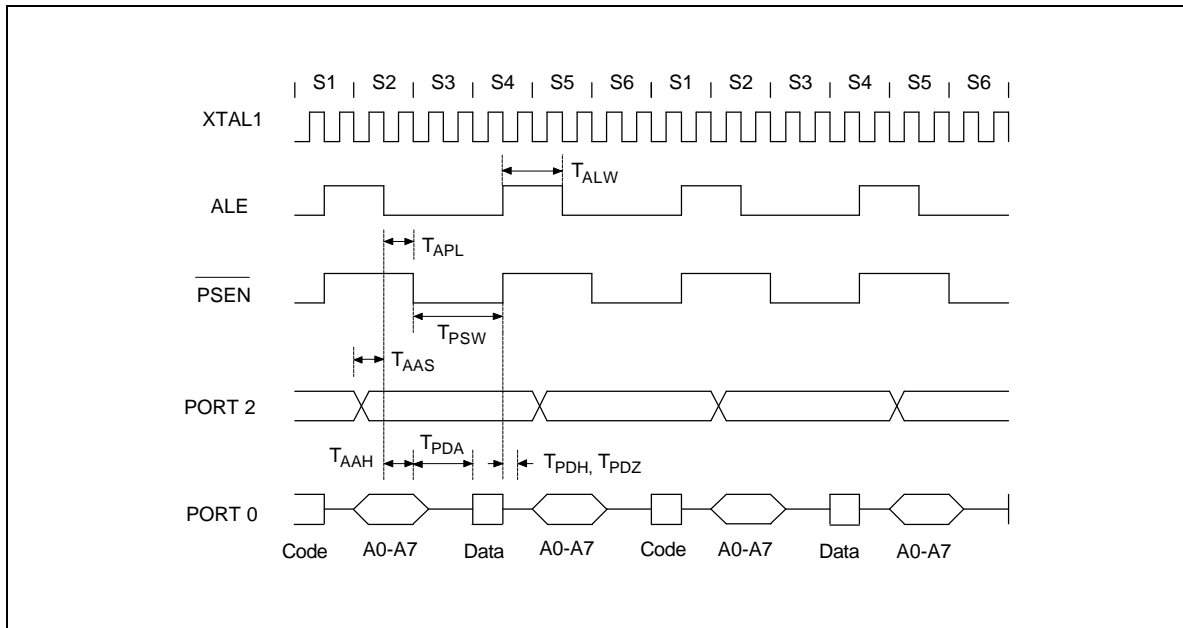 S1 S2 S3 S4 S5 S6 S1 S2 S3 S4 S5 S6
XTAL1
TALW
ALE
TAPL
PSEN
TPSW
TAAS
PORT 2
TAAH TPDA TPDH, TPDZ
PORT 0
Code A0-A7 Data A0-A7 Code A0-A7 Data A0-A7